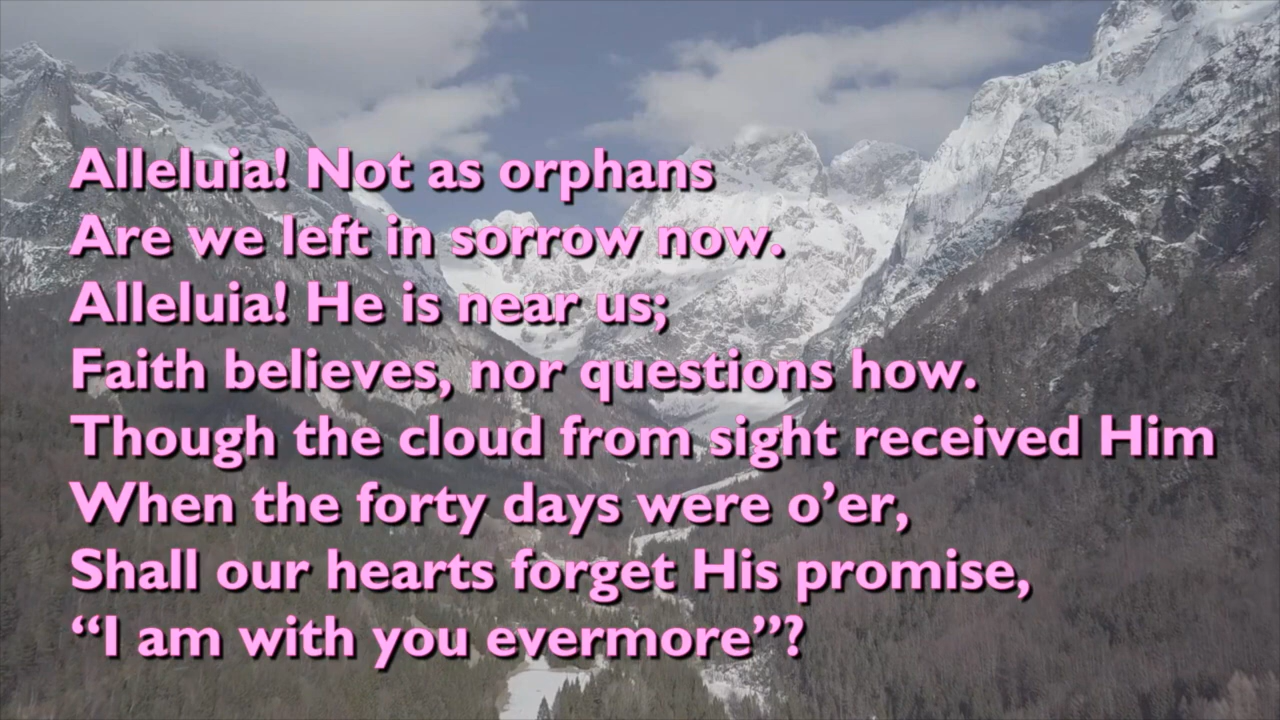 Alleluia! Not as orphans
Are we left in sorrow now.
Alleluia! He is near us;
Faith believes, nor questions how.
Though the cloud from sight received Him
When the forty days were o’er,
Shall our hearts forget His promise,
“I am with you evermore”?